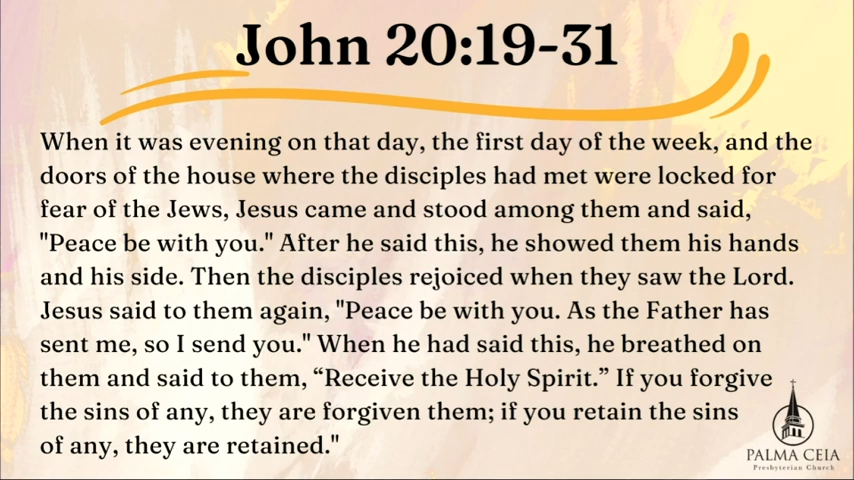 John 20:19-31
When it was evening on that day, the first day of the week, and the
doors of the house where the disciples had met were locked for
fear of the Jews, Jesus came and stood among them and said,
"Peace be with you." After he said this, he showed them his hands
and his side. Then the disciples rejoiced when they saw the Lord.
Jesus said to them again, "Peace be with you. As the Father has
sent me, so I send you." When he had said this, he breathed on
them and said to them, “Receive the Holy Spirit.” If you forgive
the sins of any, they are forgiven them; if you retain the sins
of any, they are retained."
PALMA CEIA
Presbyterian Church